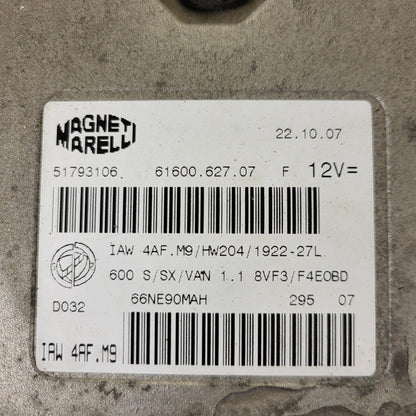 MAGNETI MARELLI
22.10.07
51793106. 61600.627.07 F 12V=
IAW 4AF.M9/HW204/1922-27L
600 S/SX/VAN 1.1 8VF3/F4EOBD
D032 66NE90MAH 295 07
IAW 4AF.M9